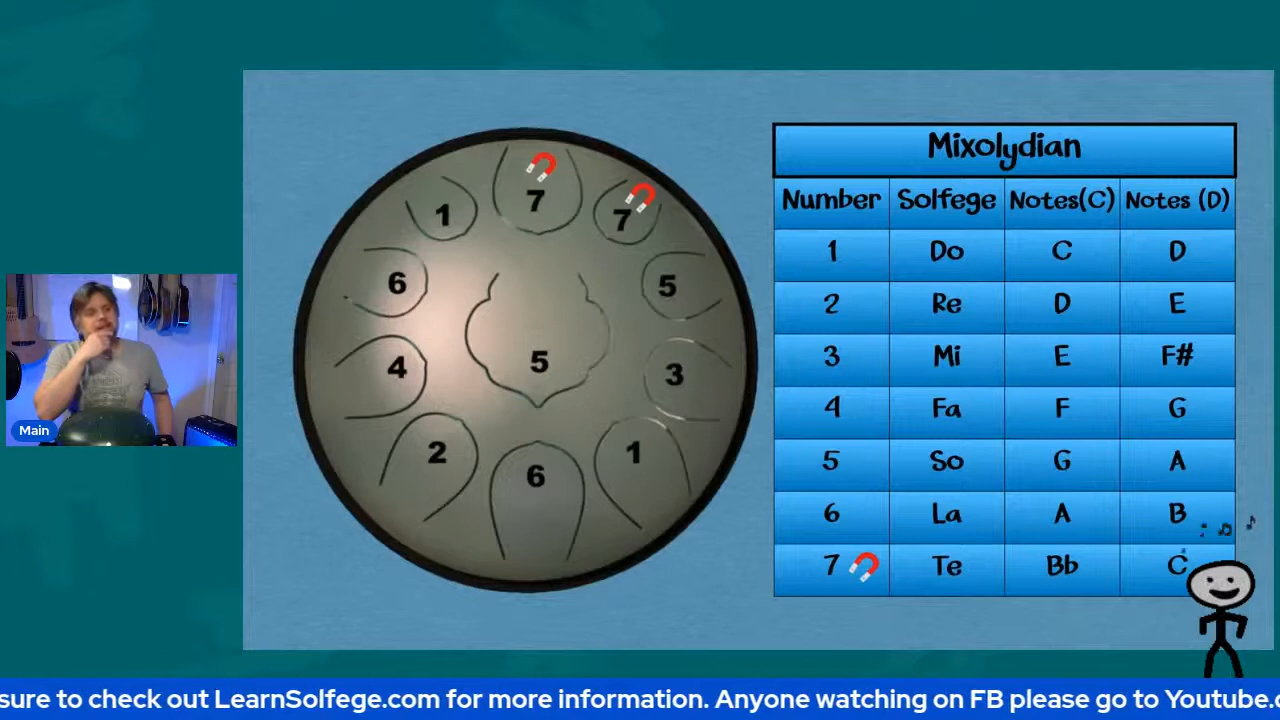 Mixolydian
Number Solfege Notes(C) Notes (D)
1 Do C D
2 Re D E
3 Mi E F#
4 Fa F G
5 So G A
6 La A B
7 Te Bb C
7
1 7
6 5
5
4 3
2 1
6
Main
sure to check out LearnSolfege.com for more information. Anyone watching on FB please go to Youtube.